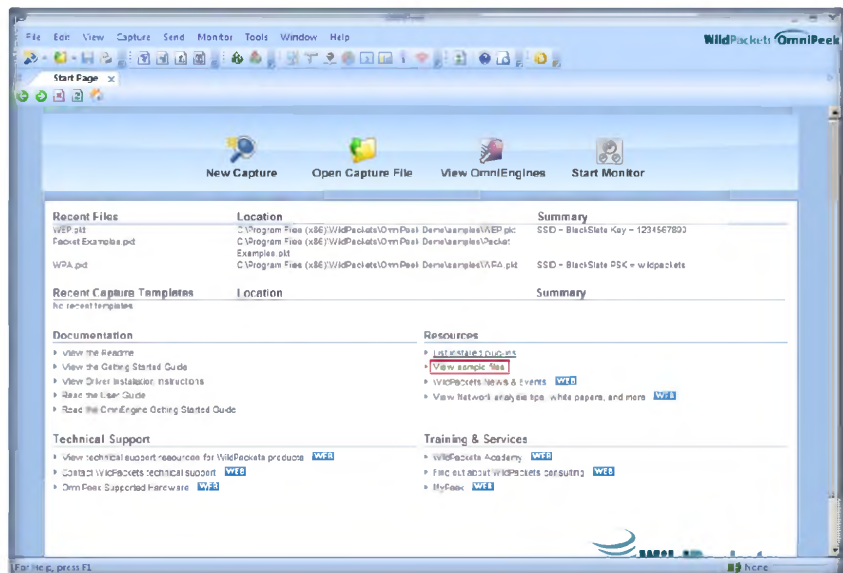 OmniPeek
File Edit View Capture Send Monitor Tools Window Help
WildPackets OmniPeek
Start Page
New Capture Open Capture File View OmniEngines Start Monitor
Recent Files Location Summary
WEP.pkt C:\Program Files (x86)\WildPackets\OmniPeek Demo\samples\WEP.pkt SSID = BlackSlate Key = 1234567890
Packet Examples.pkt C:\Program Files (x86)\WildPackets\OmniPeek Demo\samples\Packet
Examples.pkt
WPA.pkt C:\Program Files (x86)\WildPackets\OmniPeek Demo\samples\WPA.pkt SSID = BlackSlate PSK = wildpackets
Recent Capture Templates Location Summary
No recent templates
Documentation
View the Readme
View the Getting Started Guide
View Driver Installation Instructions
Read the User Guide
Read the OmniEngine Getting Started Guide
Resources
List installed plug-ins
View sample files
WildPackets News & Events WEB
View Network analysis tips, white papers, and more WEB
Technical Support
View technical support resources for WildPackets products WEB
Contact WildPackets technical support WEB
OmniPeek Supported Hardware WEB
Training & Services
WildPackets Academy WEB
Find out about WildPackets consulting WEB
MyPeek WEB
For Help, press F1
None